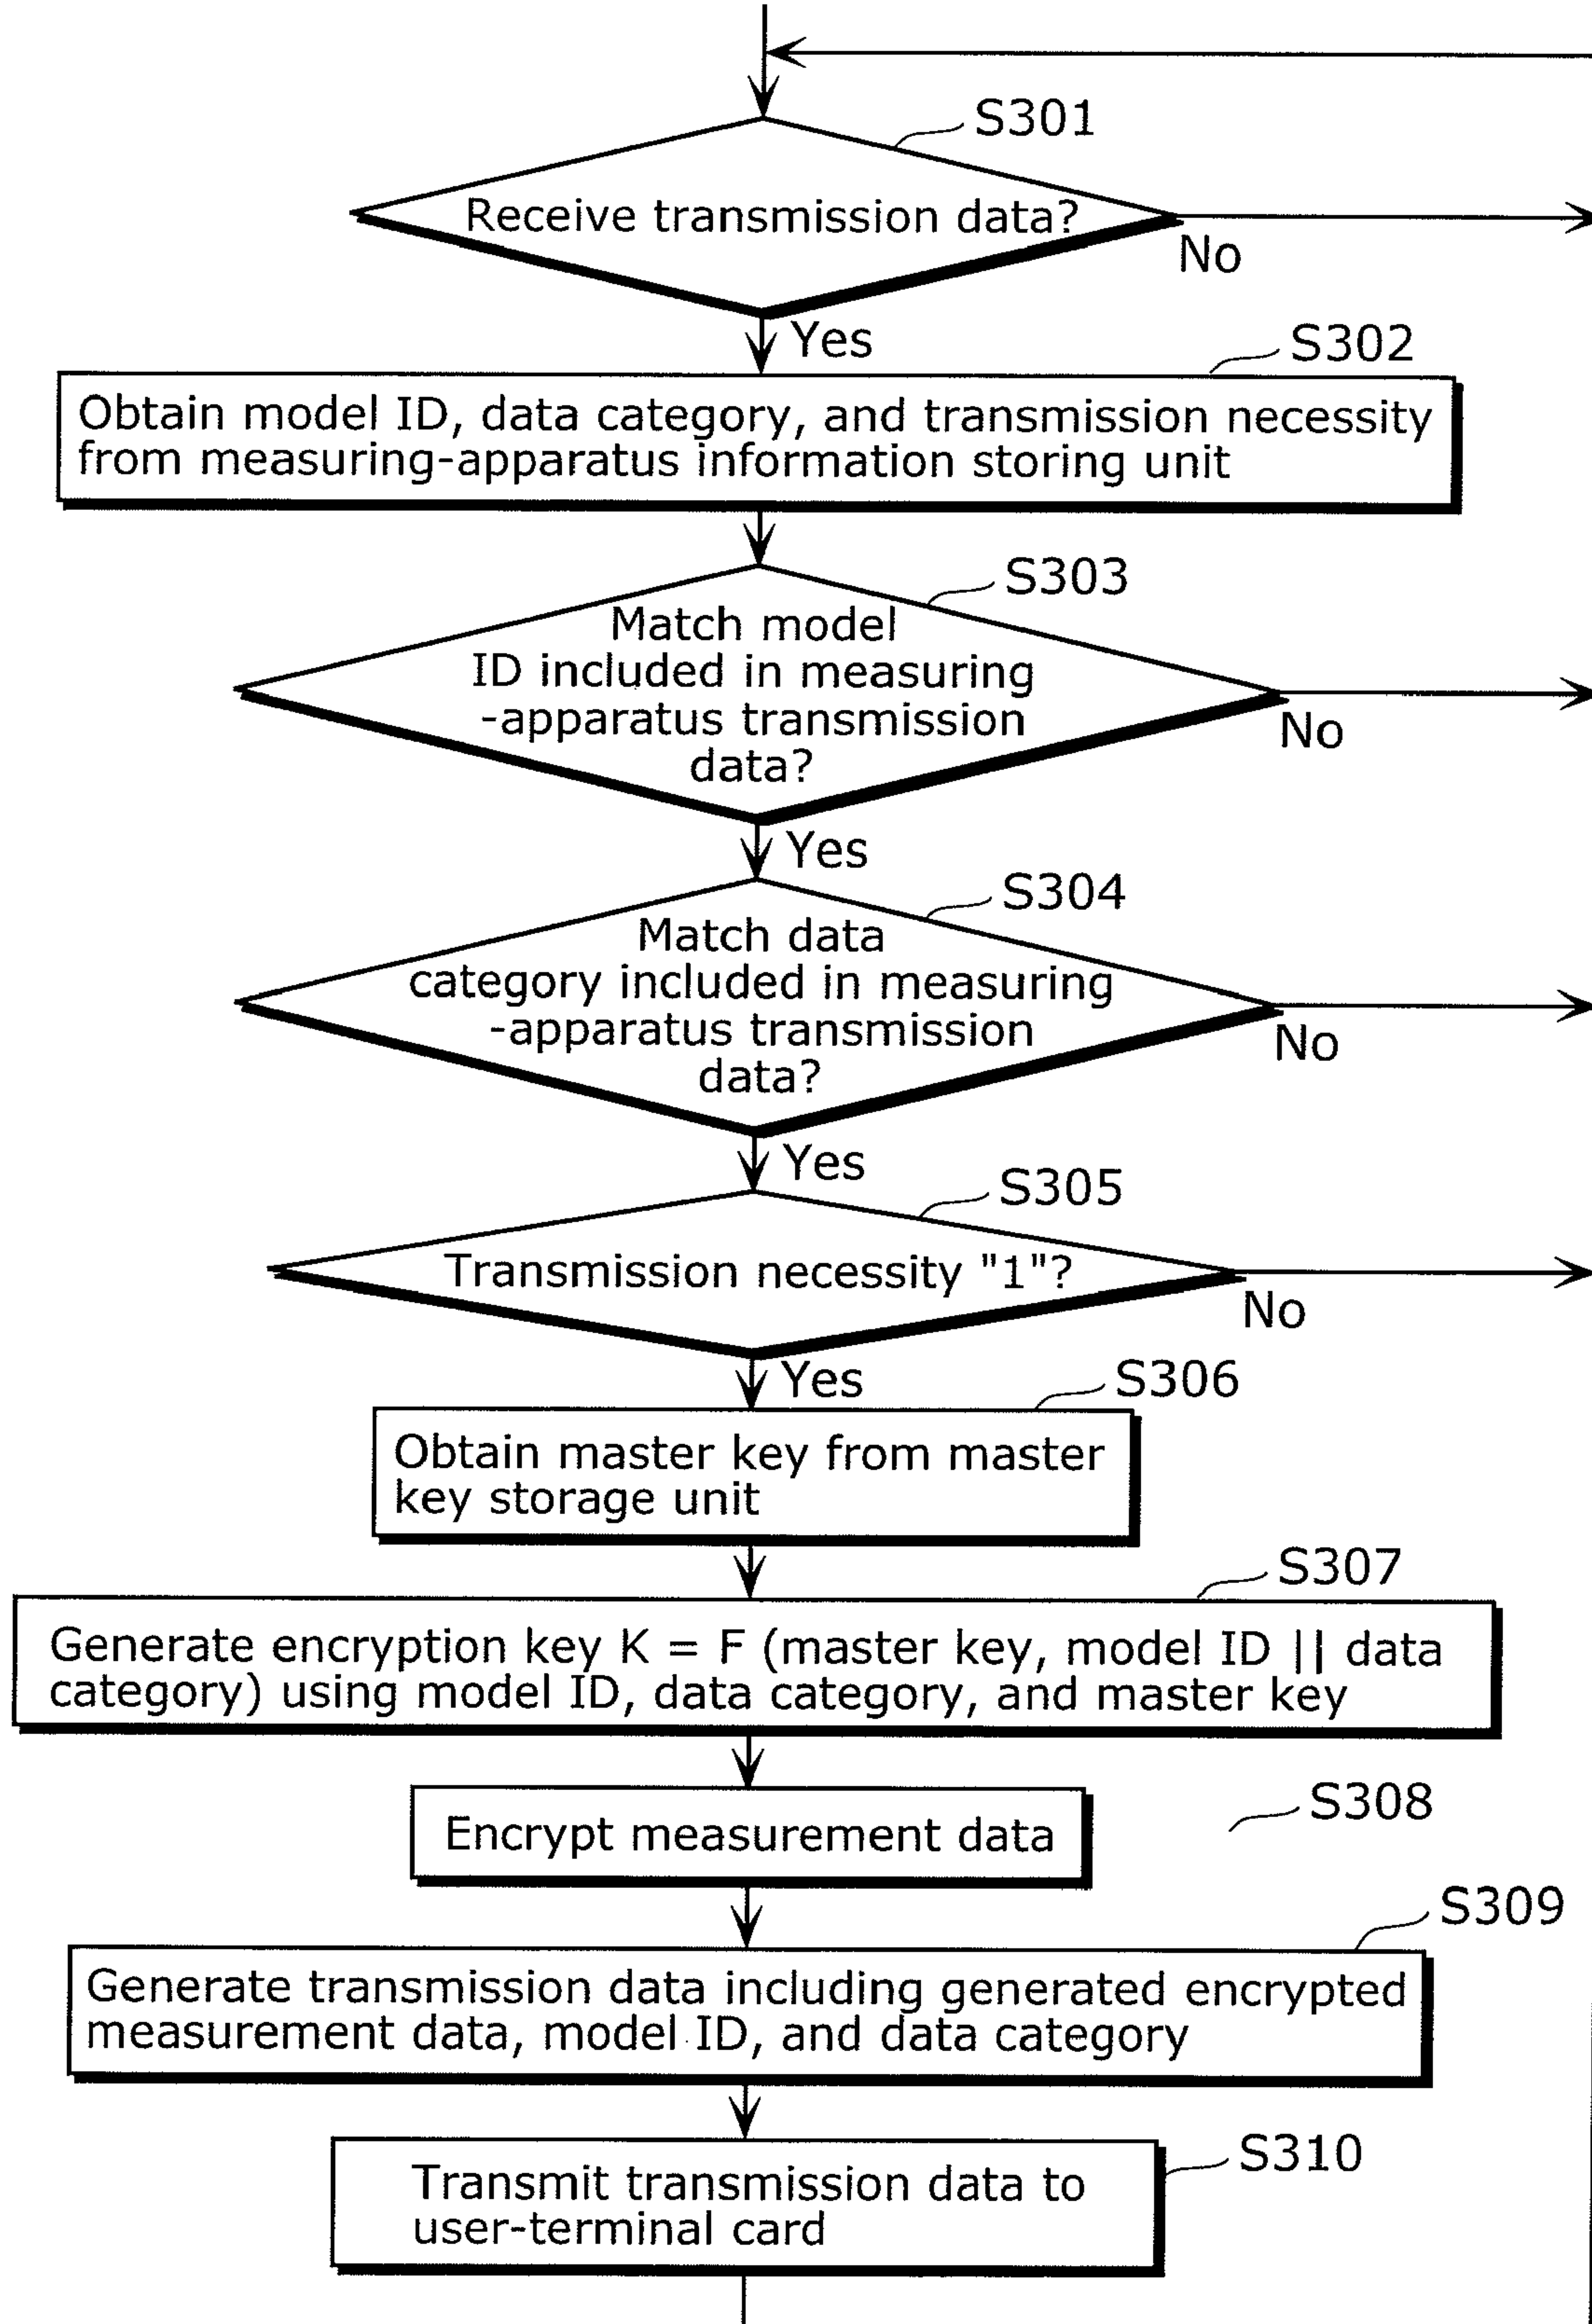 S301
Receive transmission data?
No
Yes
S302
Obtain model ID, data category, and transmission necessity
from measuring-apparatus information storing unit
S303
Match model
ID included in measuring
-apparatus transmission
data?
No
Yes
S304
Match data
category included in measuring
-apparatus transmission
data?
No
Yes
S305
Transmission necessity "1"?
No
Yes
S306
Obtain master key from master
key storage unit
S307
Generate encryption key K = F (master key, model ID || data
category) using model ID, data category, and master key
S308
Encrypt measurement data
S309
Generate transmission data including generated encrypted
measurement data, model ID, and data category
S310
Transmit transmission data to
user-terminal card